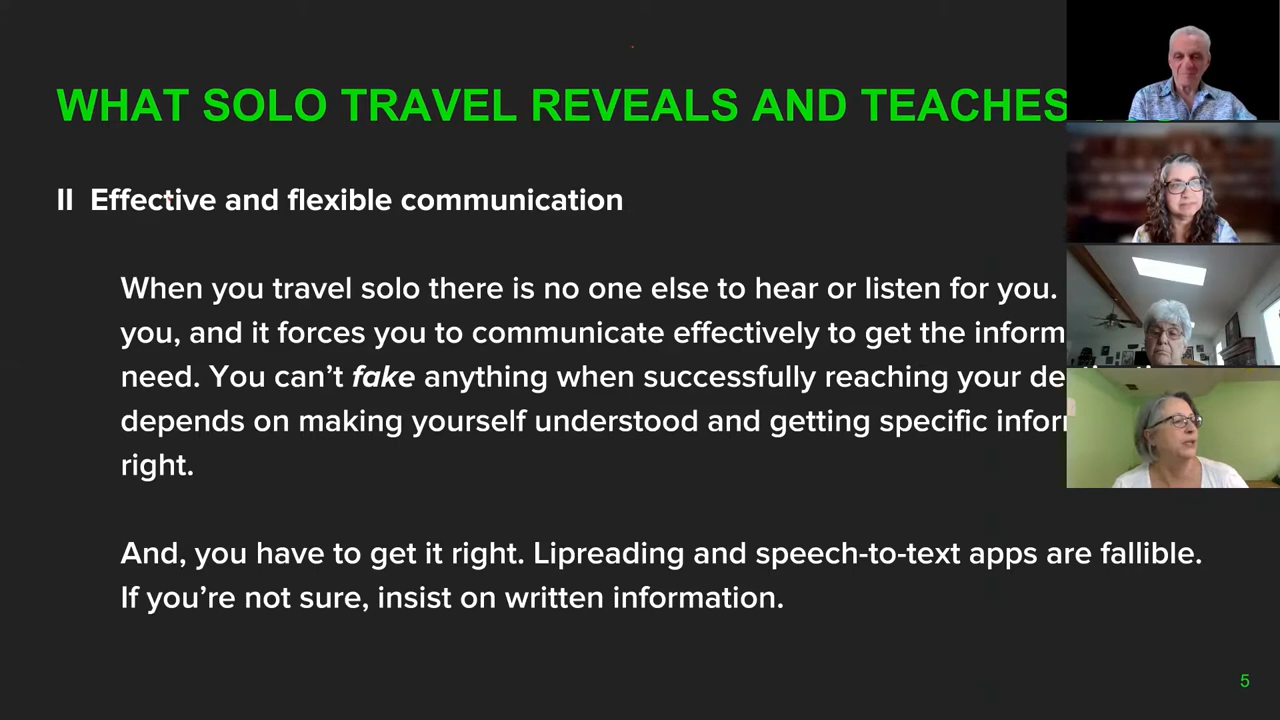 WHAT SOLO TRAVEL REVEALS AND TEACHES
II Effective and flexible communication
When you travel solo there is no one else to hear or listen for you.
you, and it forces you to communicate effectively to get the inform
need. You can’t fake anything when successfully reaching your de
depends on making yourself understood and getting specific infor
right.
And, you have to get it right. Lipreading and speech-to-text apps are fallible.
If you’re not sure, insist on written information.
5